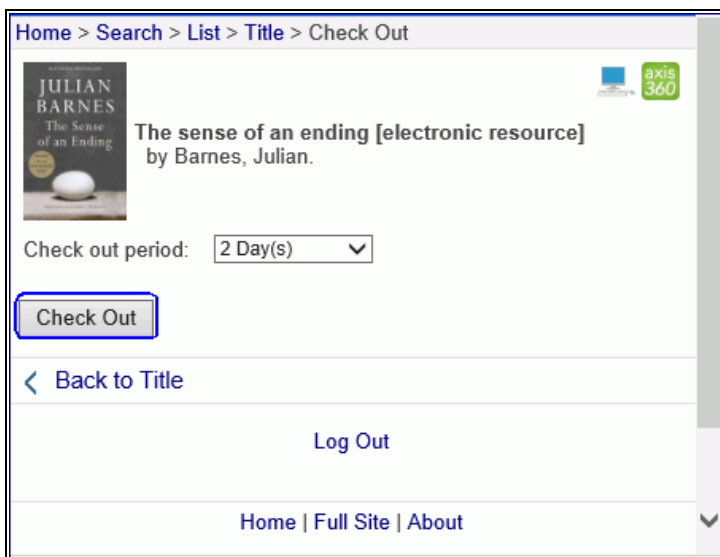 Home > Search > List > Title > Check Out
axis
360
JULIAN
BARNES
The Sense
of an Ending
The sense of an ending [electronic resource]
by Barnes, Julian.
Check out period: 2 Day(s)
Check Out
Back to Title
Log Out
Home | Full Site | About